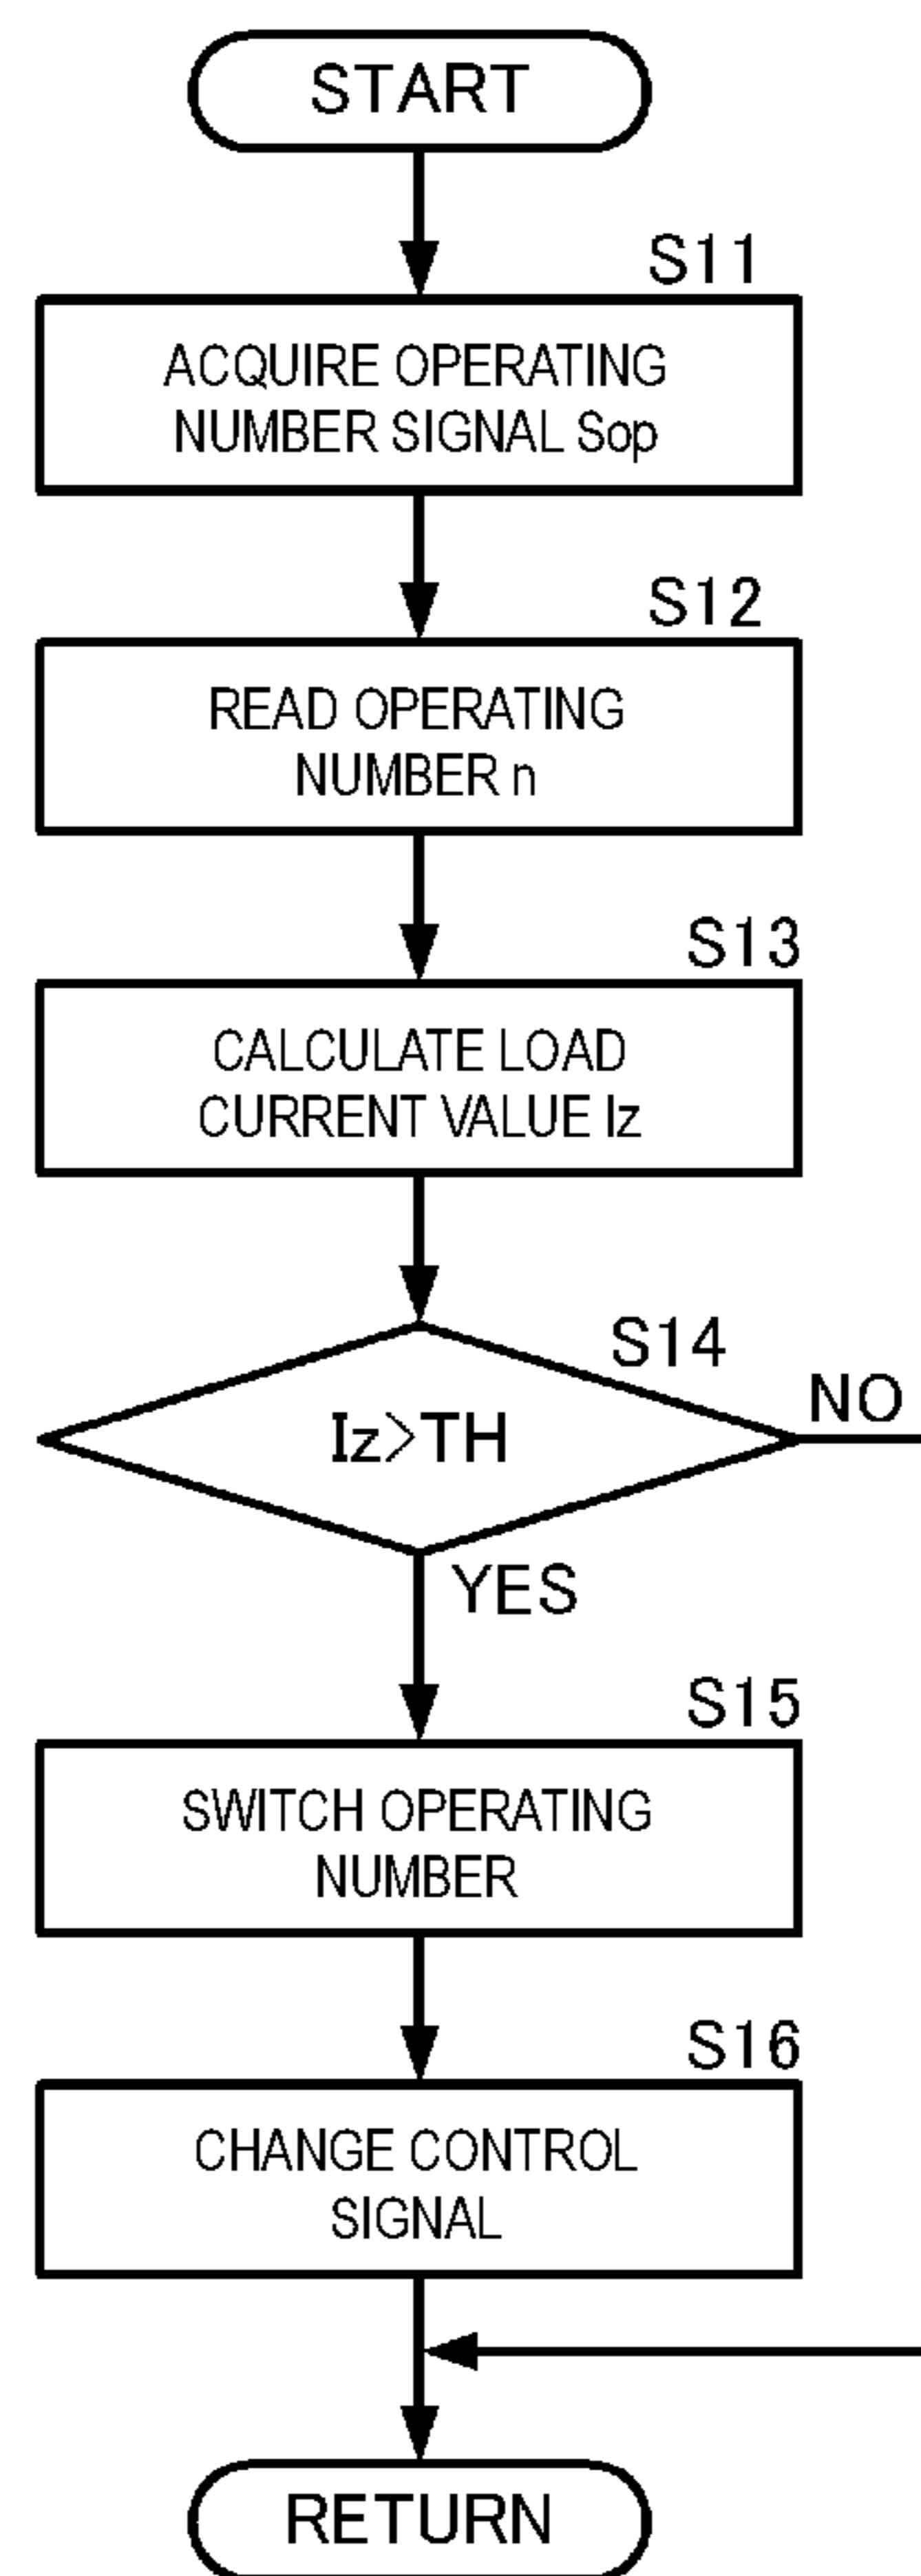 START
S11
ACQUIRE OPERATING
NUMBER SIGNAL Sop
S12
READ OPERATING
NUMBER n
S13
CALCULATE LOAD
CURRENT VALUE Iz
S14
NO
Iz>TH
YES
S15
SWITCH OPERATING
NUMBER
S16
CHANGE CONTROL
SIGNAL
RETURN